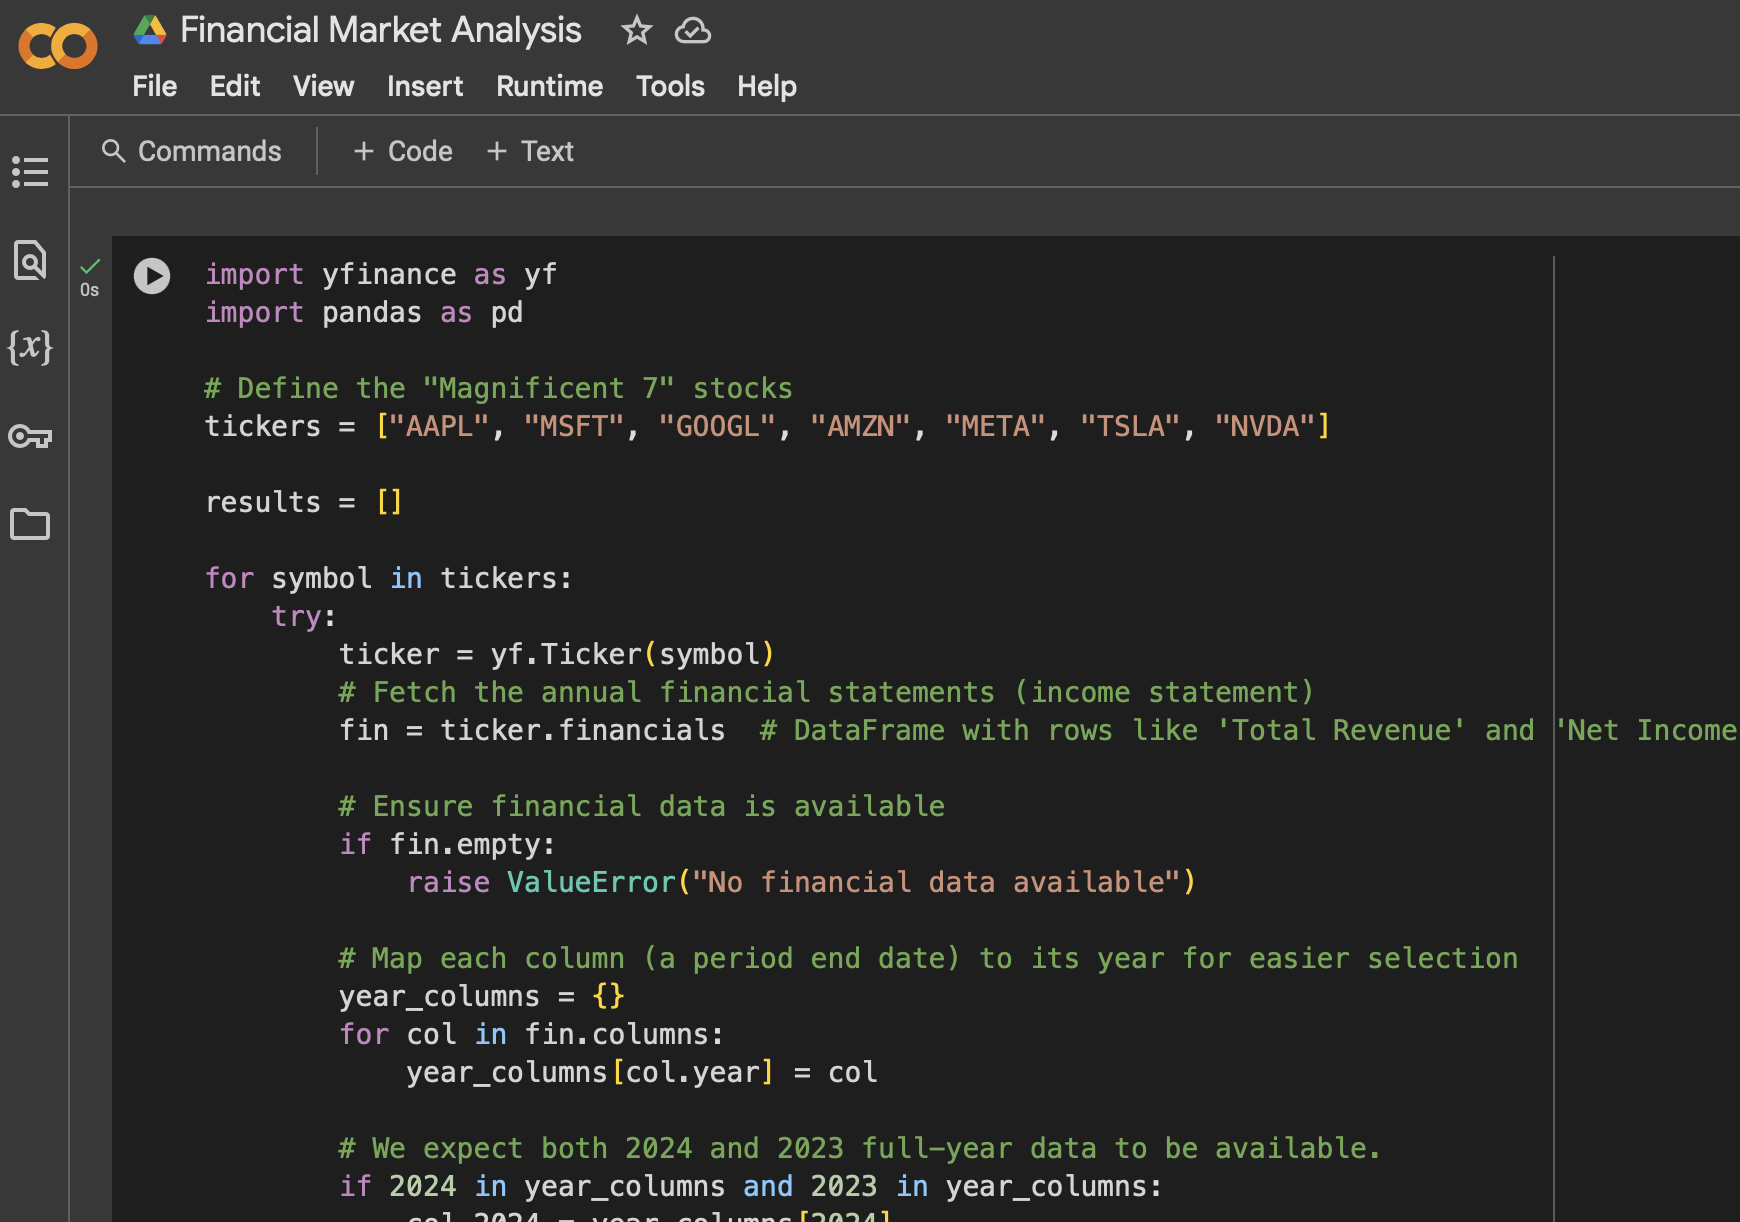 Financial Market Analysis
File Edit View Insert Runtime Tools Help
Commands + Code + Text
0s
import yfinance as yf
import pandas as pd
# Define the "Magnificent 7" stocks
tickers = ["AAPL", "MSFT", "GOOGL", "AMZN", "META", "TSLA", "NVDA"]
results = []
for symbol in tickers:
try:
ticker = yf.Ticker(symbol)
# Fetch the annual financial statements (income statement)
fin = ticker.financials # DataFrame with rows like 'Total Revenue' and 'Net Income
# Ensure financial data is available
if fin.empty:
raise ValueError("No financial data available")
# Map each column (a period end date) to its year for easier selection
year_columns = {}
for col in fin.columns:
year_columns[col.year] = col
# We expect both 2024 and 2023 full-year data to be available.
if 2024 in year_columns and 2023 in year_columns:
col_2024 = year_columns[2024]